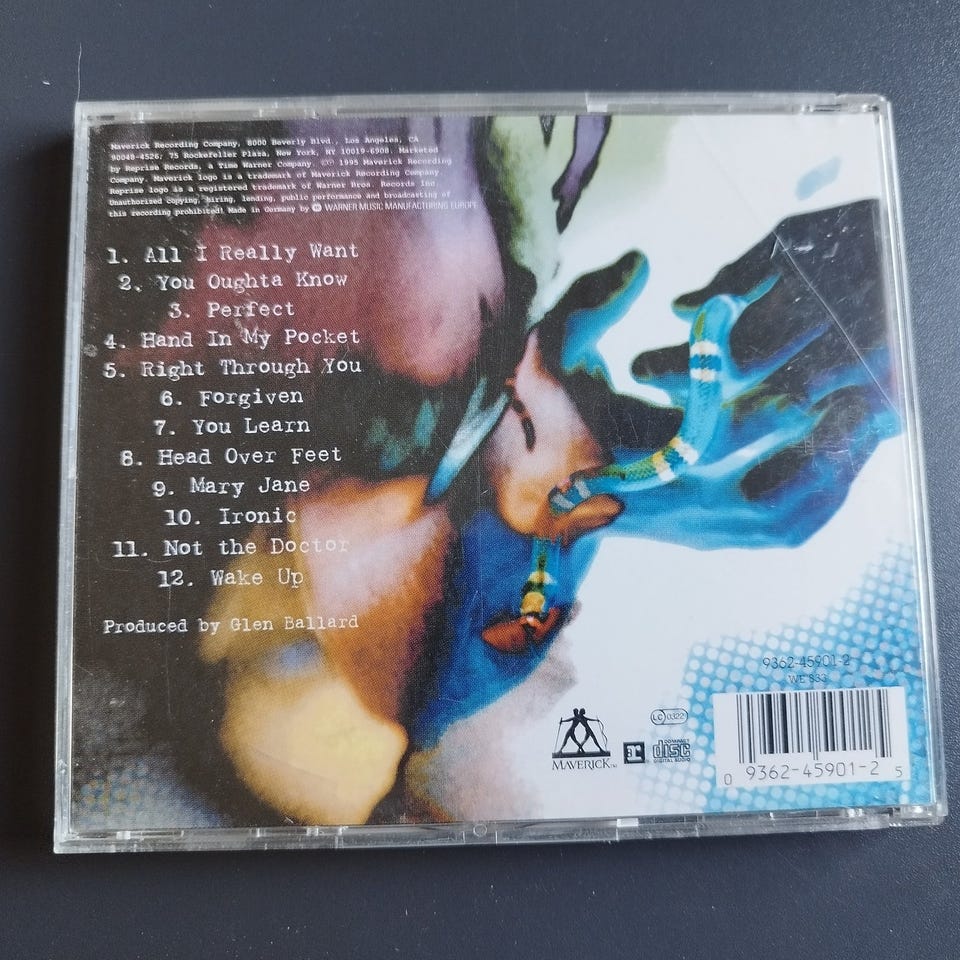 Maverick Recording Company, 8000 Beverly Blvd., Los Angeles, CA
90048-4526; 75 Rockefeller Plaza, New York, NY 10019-6908. Marketed
by Reprise Records, a Time Warner Company. ℗© 1995 Maverick Recording
Company. Maverick logo is a trademark of Maverick Recording Company.
Reprise logo is a registered trademark of Warner Bros. Records Inc.
Unauthorized copying, hiring, lending, public performance and broadcasting of
this recording prohibited! Made in Germany by WARNER MUSIC MANUFACTURING EUROPE
1. All I Really Want
2. You Oughta Know
3. Perfect
4. Hand In My Pocket
5. Right Through You
6. Forgiven
7. You Learn
8. Head Over Feet
9. Mary Jane
10. Ironic
11. Not the Doctor
12. Wake Up
Produced by Glen Ballard
9362-45901-2
WE 833
MAVERICK™
LC 0322
COMPACT
disc
DIGITAL AUDIO
0 9362-45901-2 5